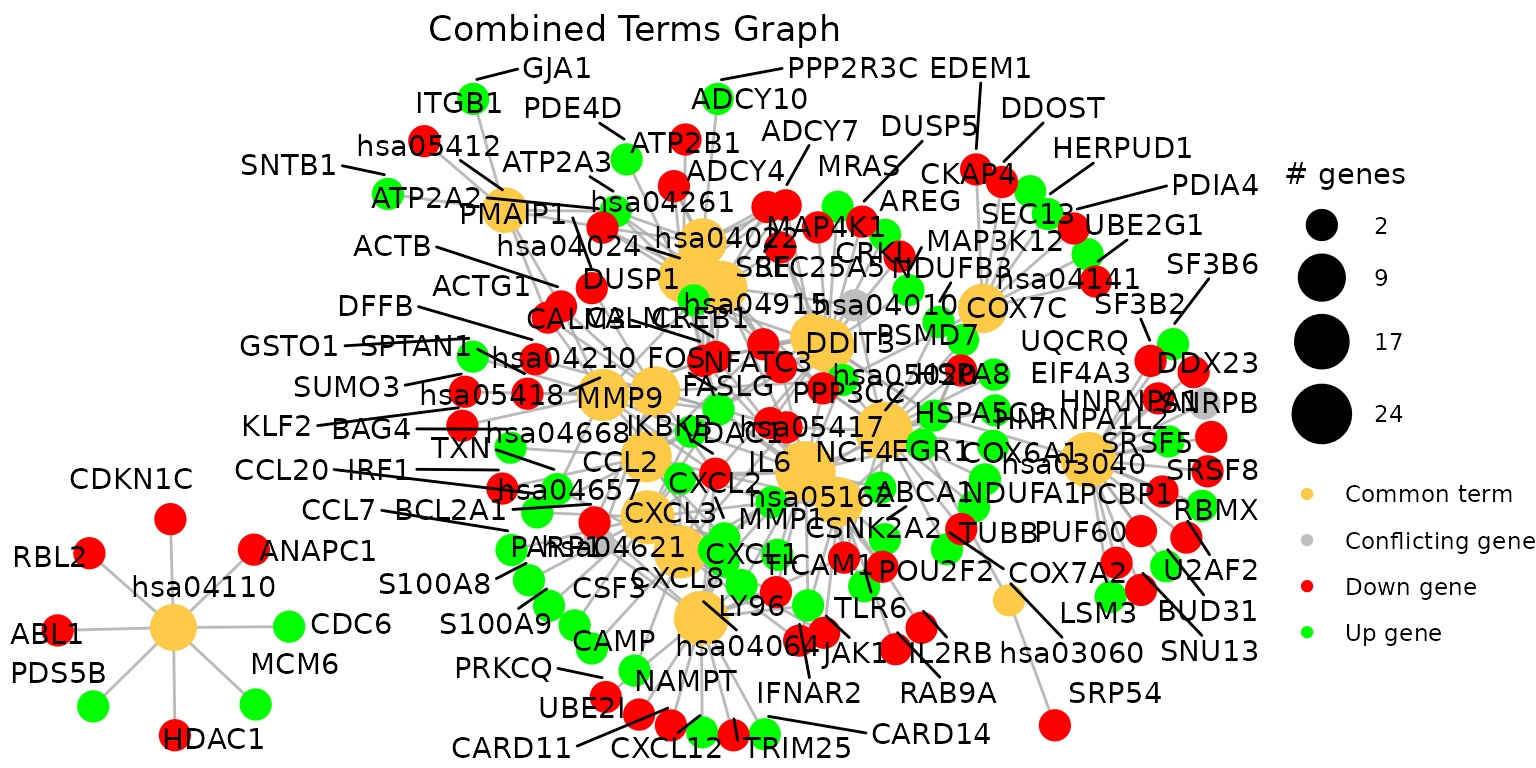 Combined Terms Graph
GJA1
PPP2R3C
EDEM1
ITGB1
PDE4D
ADCY10
DDOST
ATP2B1
ADCY7
DUSP5
HERPUD1
hsa05412
SNTB1
ATP2A3
ADCY4
MRAS
CKAP4
PDIA4
# genes
ATP2A2
hsa04261
AREG
SEC13
PMAIP1
MAP4K1
UBE2G1
2
ACTB
hsa04024
hsa04022
CRKL
MAP3K12
SF3B6
ACTG1
DUSP1
SLC25A5
NDUFB3
hsa04141
9
DFFB
hsa04915
hsa04010
COX7C
SF3B2
CALM3
CALM1
CREB1
PSMD7
UQCRQ
17
GSTO1
SPTAN1
hsa04210
FOS
NFATC3
DDIT3
DDX23
SUMO3
hsa05418
MMP9
FASLG
PPP3CC
hsa05020
HSPA8
EIF4A3
HNRNPA1
SNRPB
24
KLF2
BAG4
hsa04668
IKBKB
VDAC1
hsa05417
HSPA5
HNRNPA1L2
TXN
CCL2
IL6
NCF4
EGR1
COX6A1
SRSF5
CCL20
IRF1
hsa04657
CXCL2
hsa05162
ABCA1
NDUFA1
hsa03040
PCBP1
SRSF8
Common term
CDKN1C
CCL7
BCL2A1
CXCL3
MMP1
CSNK2A2
TUBB
PUF60
RBMX
Conflicting gene
RBL2
ANAPC1
PARP1
hsa04621
CXCL1
TICAM1
POU2F2
COX7A2
U2AF2
hsa04110
S100A8
CSF3
CXCL8
LY96
TLR6
LSM3
BUD31
Down gene
ABL1
CDC6
S100A9
CAMP
hsa04064
JAK1
IL2RB
hsa03060
SNU13
Up gene
PDS5B
MCM6
PRKCQ
NAMPT
IFNAR2
RAB9A
SRP54
HDAC1
UBE2I
CARD11
CXCL12
TRIM25
CARD14